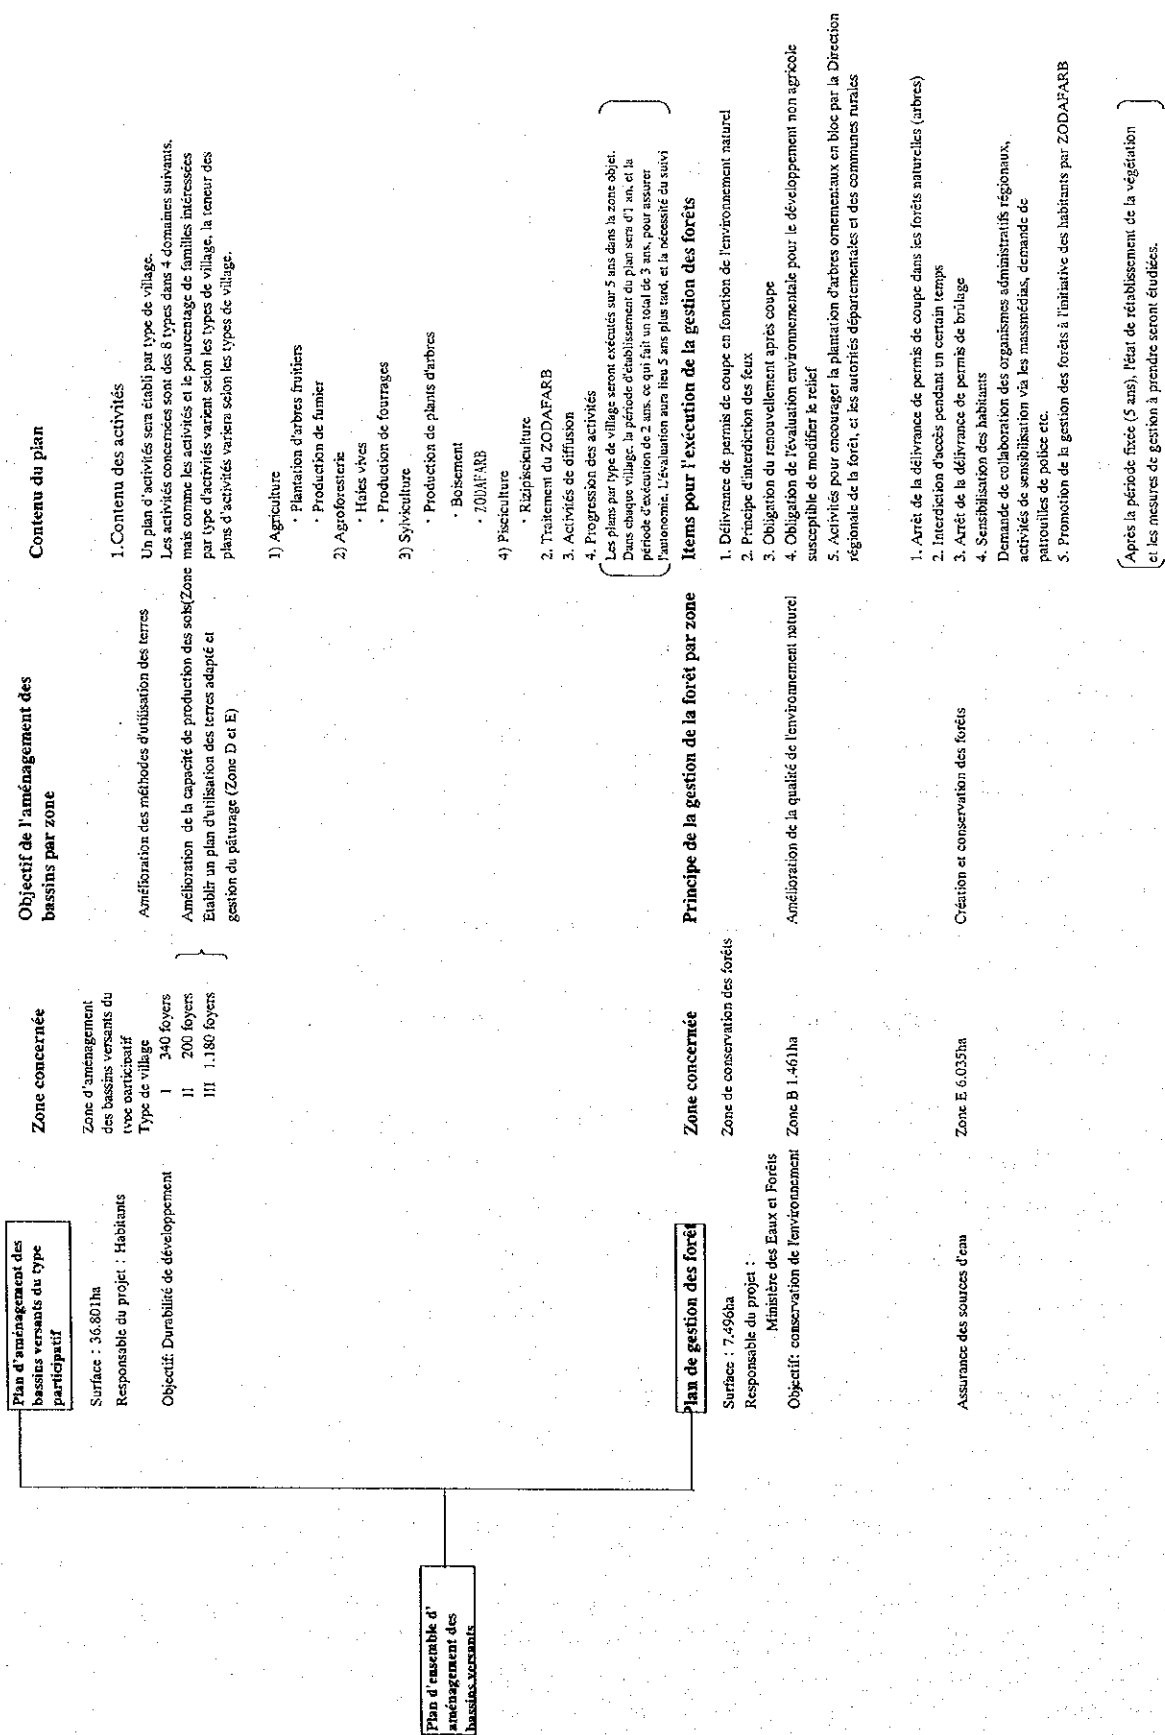 Plan d'ensemble d'
aménagement des
bassins versants
Plan d'aménagement des
bassins versants du type
participatif
Surface : 36.801ha
Responsable du projet : Habitants
Objectif: Durabilité de développement
Zone concernée
Zone d'aménagement
des bassins versants du
type participatif
Type de village
I 340 foyers
II 200 foyers
III 1.180 foyers
Objectif de l'aménagement des
bassins par zone
Amélioration des méthodes d'utilisation des terres
Amélioration de la capacité de production des sols(Zone
Etablir un plan d'utilisation des terres adapté et
gestion du pâturage (Zone D et E)
Contenu du plan
1.Contenu des activités
Un plan d'activités sera établi par type de village.
Les activités concernées sont des 8 types dans 4 domaines suivants,
mais comme les activités et le pourcentage de familles intéressées
par type d'activités varient selon les types de village, la teneur des
plans d'activités variera selon les types de village.
1) Agriculture
・Plantation d'arbres fruitiers
・Production de fumier
2) Agroforesterie
・Haies vives
・Production de fourrages
3) Sylviculture
・Production de plants d'arbres
・Boisement
・ZODAFARB
4) Pisciculture
・Rizipisciculture
2. Traitement du ZODAFARB
3. Activités de diffusion
4. Progression des activités
Les plans par type de village seront exécutés sur 5 ans dans la zone objet.
Dans chaque village, la période d'établissement du plan sera d'1 an, et la
période d'exécution de 2 ans, ce qui fait un total de 3 ans, pour assurer
l'autonomie. L'évaluation aura lieu 5 ans plus tard, et la nécessité du suivi
Plan de gestion des forêt
Surface : 7.496ha
Responsable du projet :
Ministère des Eaux et Forêts
Objectif: conservation de l'environnement
Assurance des sources d'eau
Zone concernée
Zone de conservation des forêts
Zone B 1.461ha
Zone E 6.035ha
Principe de la gestion de la forêt par zone
Amélioration de la qualité de l'environnement naturel
Création et conservation des forêts
Items pour l'exécution de la gestion des forêts
1. Délivrance de permis de coupe en fonction de l'environnement naturel
2. Principe d'interdiction des feux
3. Obligation du renouvellement après coupe
4. Obligation de l'évaluation environnementale pour le développement non agricole
susceptible de modifier le relief
5. Activités pour encourager la plantation d'arbres ornementaux en bloc par la Direction
régionale de la forêt, et les autorités départementales et des communes rurales
1. Arrêt de la délivrance de permis de coupe dans les forêts naturelles (arbres)
2. Interdiction d'accès pendant un certain temps
3. Arrêt de la délivrance de permis de brûlage
4. Sensibilisation des habitants
Demande de collaboration des organismes administratifs régionaux,
activités de sensibilisation via les massmédias, demande de
patrouilles de police etc.
5. Promotion de la gestion des forêts à l'initiative des habitants par ZODAFARB
Après la période fixée (5 ans), l'état de rétablissement de la végétation
et les mesures de gestion à prendre seront étudiées.